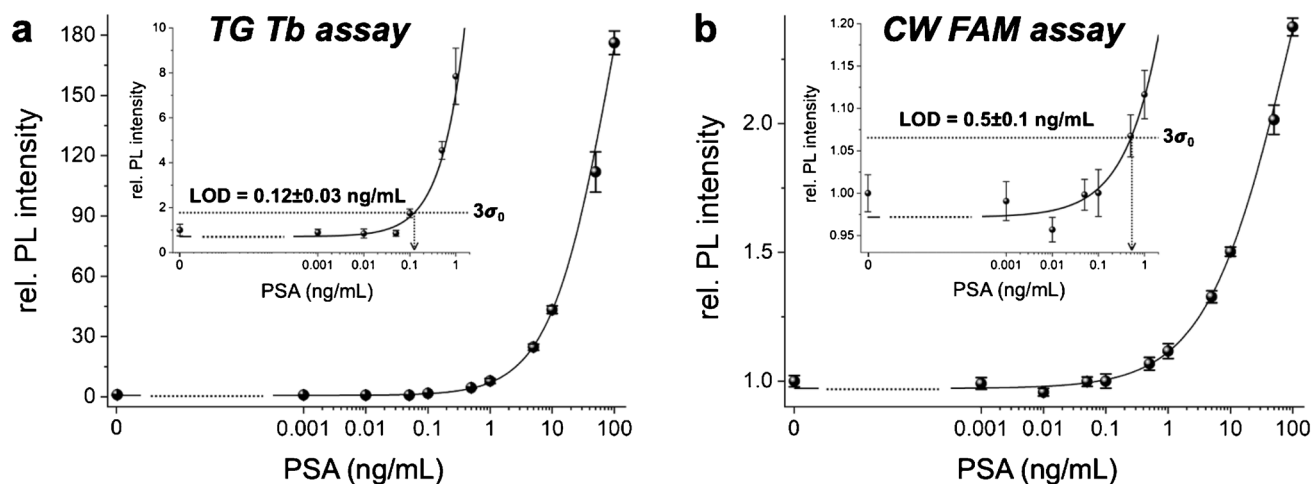 a
TG Tb assay
rel. PL intensity
180
150
120
90
60
30
0
rel. PL intensity
10
8
6
4
2
0
LOD = 0.12±0.03 ng/mL
3σ₀
0 0.001 0.01 0.1 1
PSA (ng/mL)
0 0.001 0.01 0.1 1 10 100
PSA (ng/mL)
b
CW FAM assay
rel. PL intensity
2.0
1.5
1.0
rel. PL intensity
1.20
1.15
1.10
1.05
1.00
0.95
LOD = 0.5±0.1 ng/mL
3σ₀
0 0.001 0.01 0.1 1
PSA (ng/mL)
0 0.001 0.01 0.1 1 10 100
PSA (ng/mL)